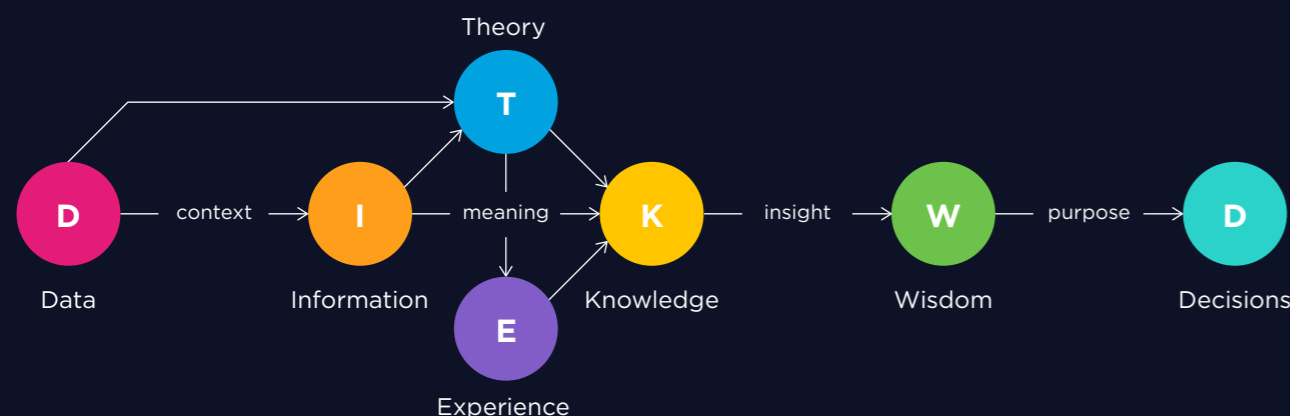 Theory
T
D
context
I
meaning
K
insight
W
purpose
D
Data
Information
Knowledge
Wisdom
Decisions
E
Experience